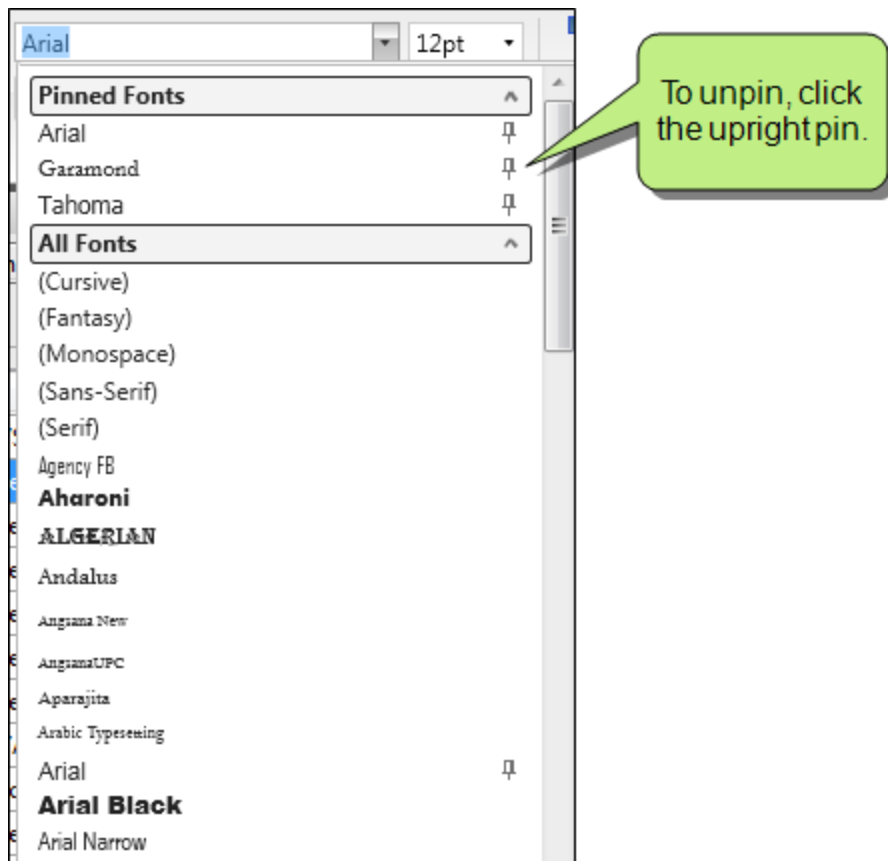 Arial 12pt
Pinned Fonts
Arial
Garamond
Tahoma
All Fonts
(Cursive)
(Fantasy)
(Monospace)
(Sans-Serif)
(Serif)
Agency FB
Aharoni
ALGERIAN
Andalus
Angsana New
AngsanaUPC
Aparajita
Arabic Typesetting
Arial
Arial Black
Arial Narrow
To unpin, click
the upright pin.